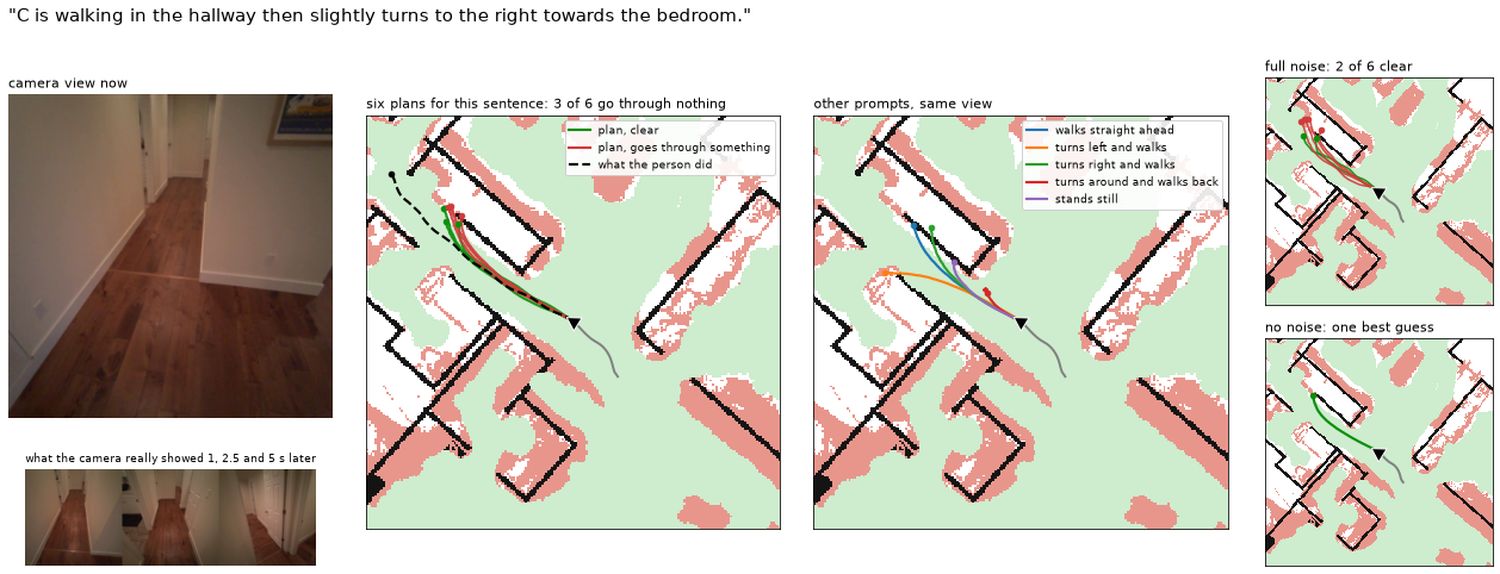 "C is walking in the hallway then slightly turns to the right towards the bedroom."
camera view now
what the camera really showed 1, 2.5 and 5 s later
six plans for this sentence: 3 of 6 go through nothing
plan, clear
plan, goes through something
what the person did
other prompts, same view
walks straight ahead
turns left and walks
turns right and walks
turns around and walks back
stands still
full noise: 2 of 6 clear
no noise: one best guess